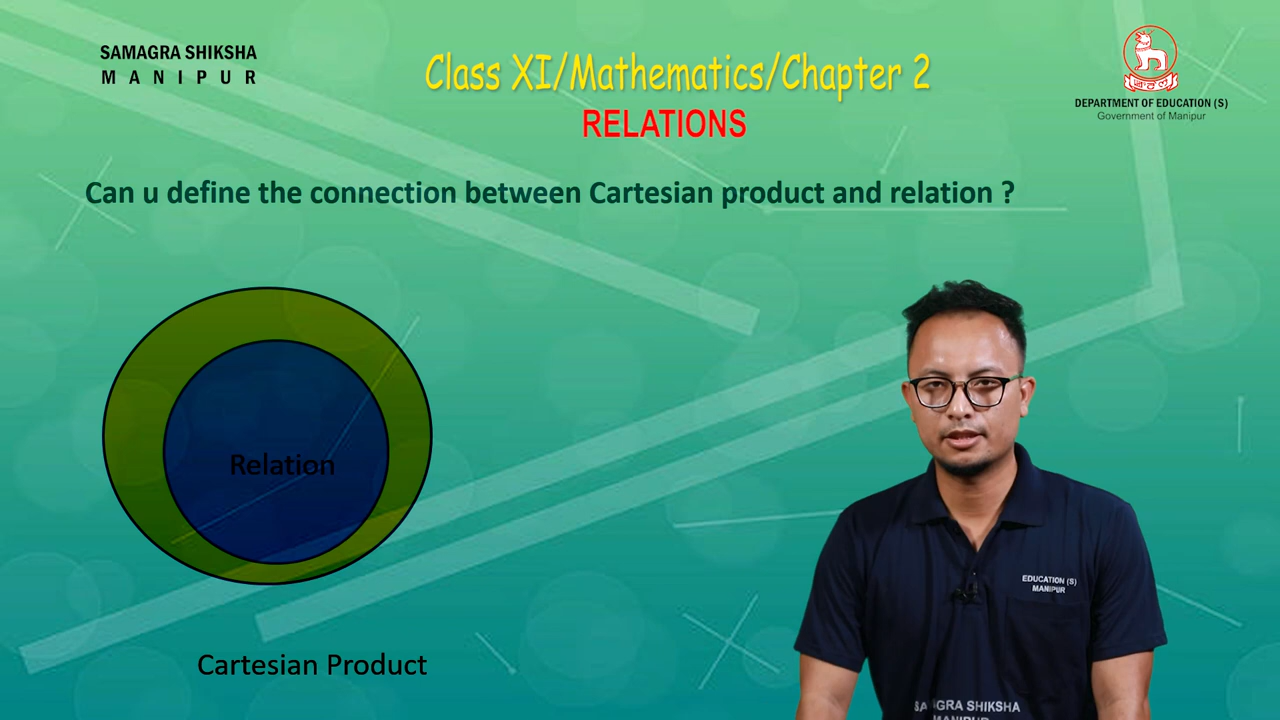 SAMAGRA SHIKSHA
MANIPUR
Class XI/Mathematics/Chapter 2
RELATIONS
DEPARTMENT OF EDUCATION (S)
Government of Manipur
Can u define the connection between Cartesian product and relation ?
Relation
Cartesian Product
EDUCATION (S)
MANIPUR
SAMAGRA SHIKSHA
MANIPUR